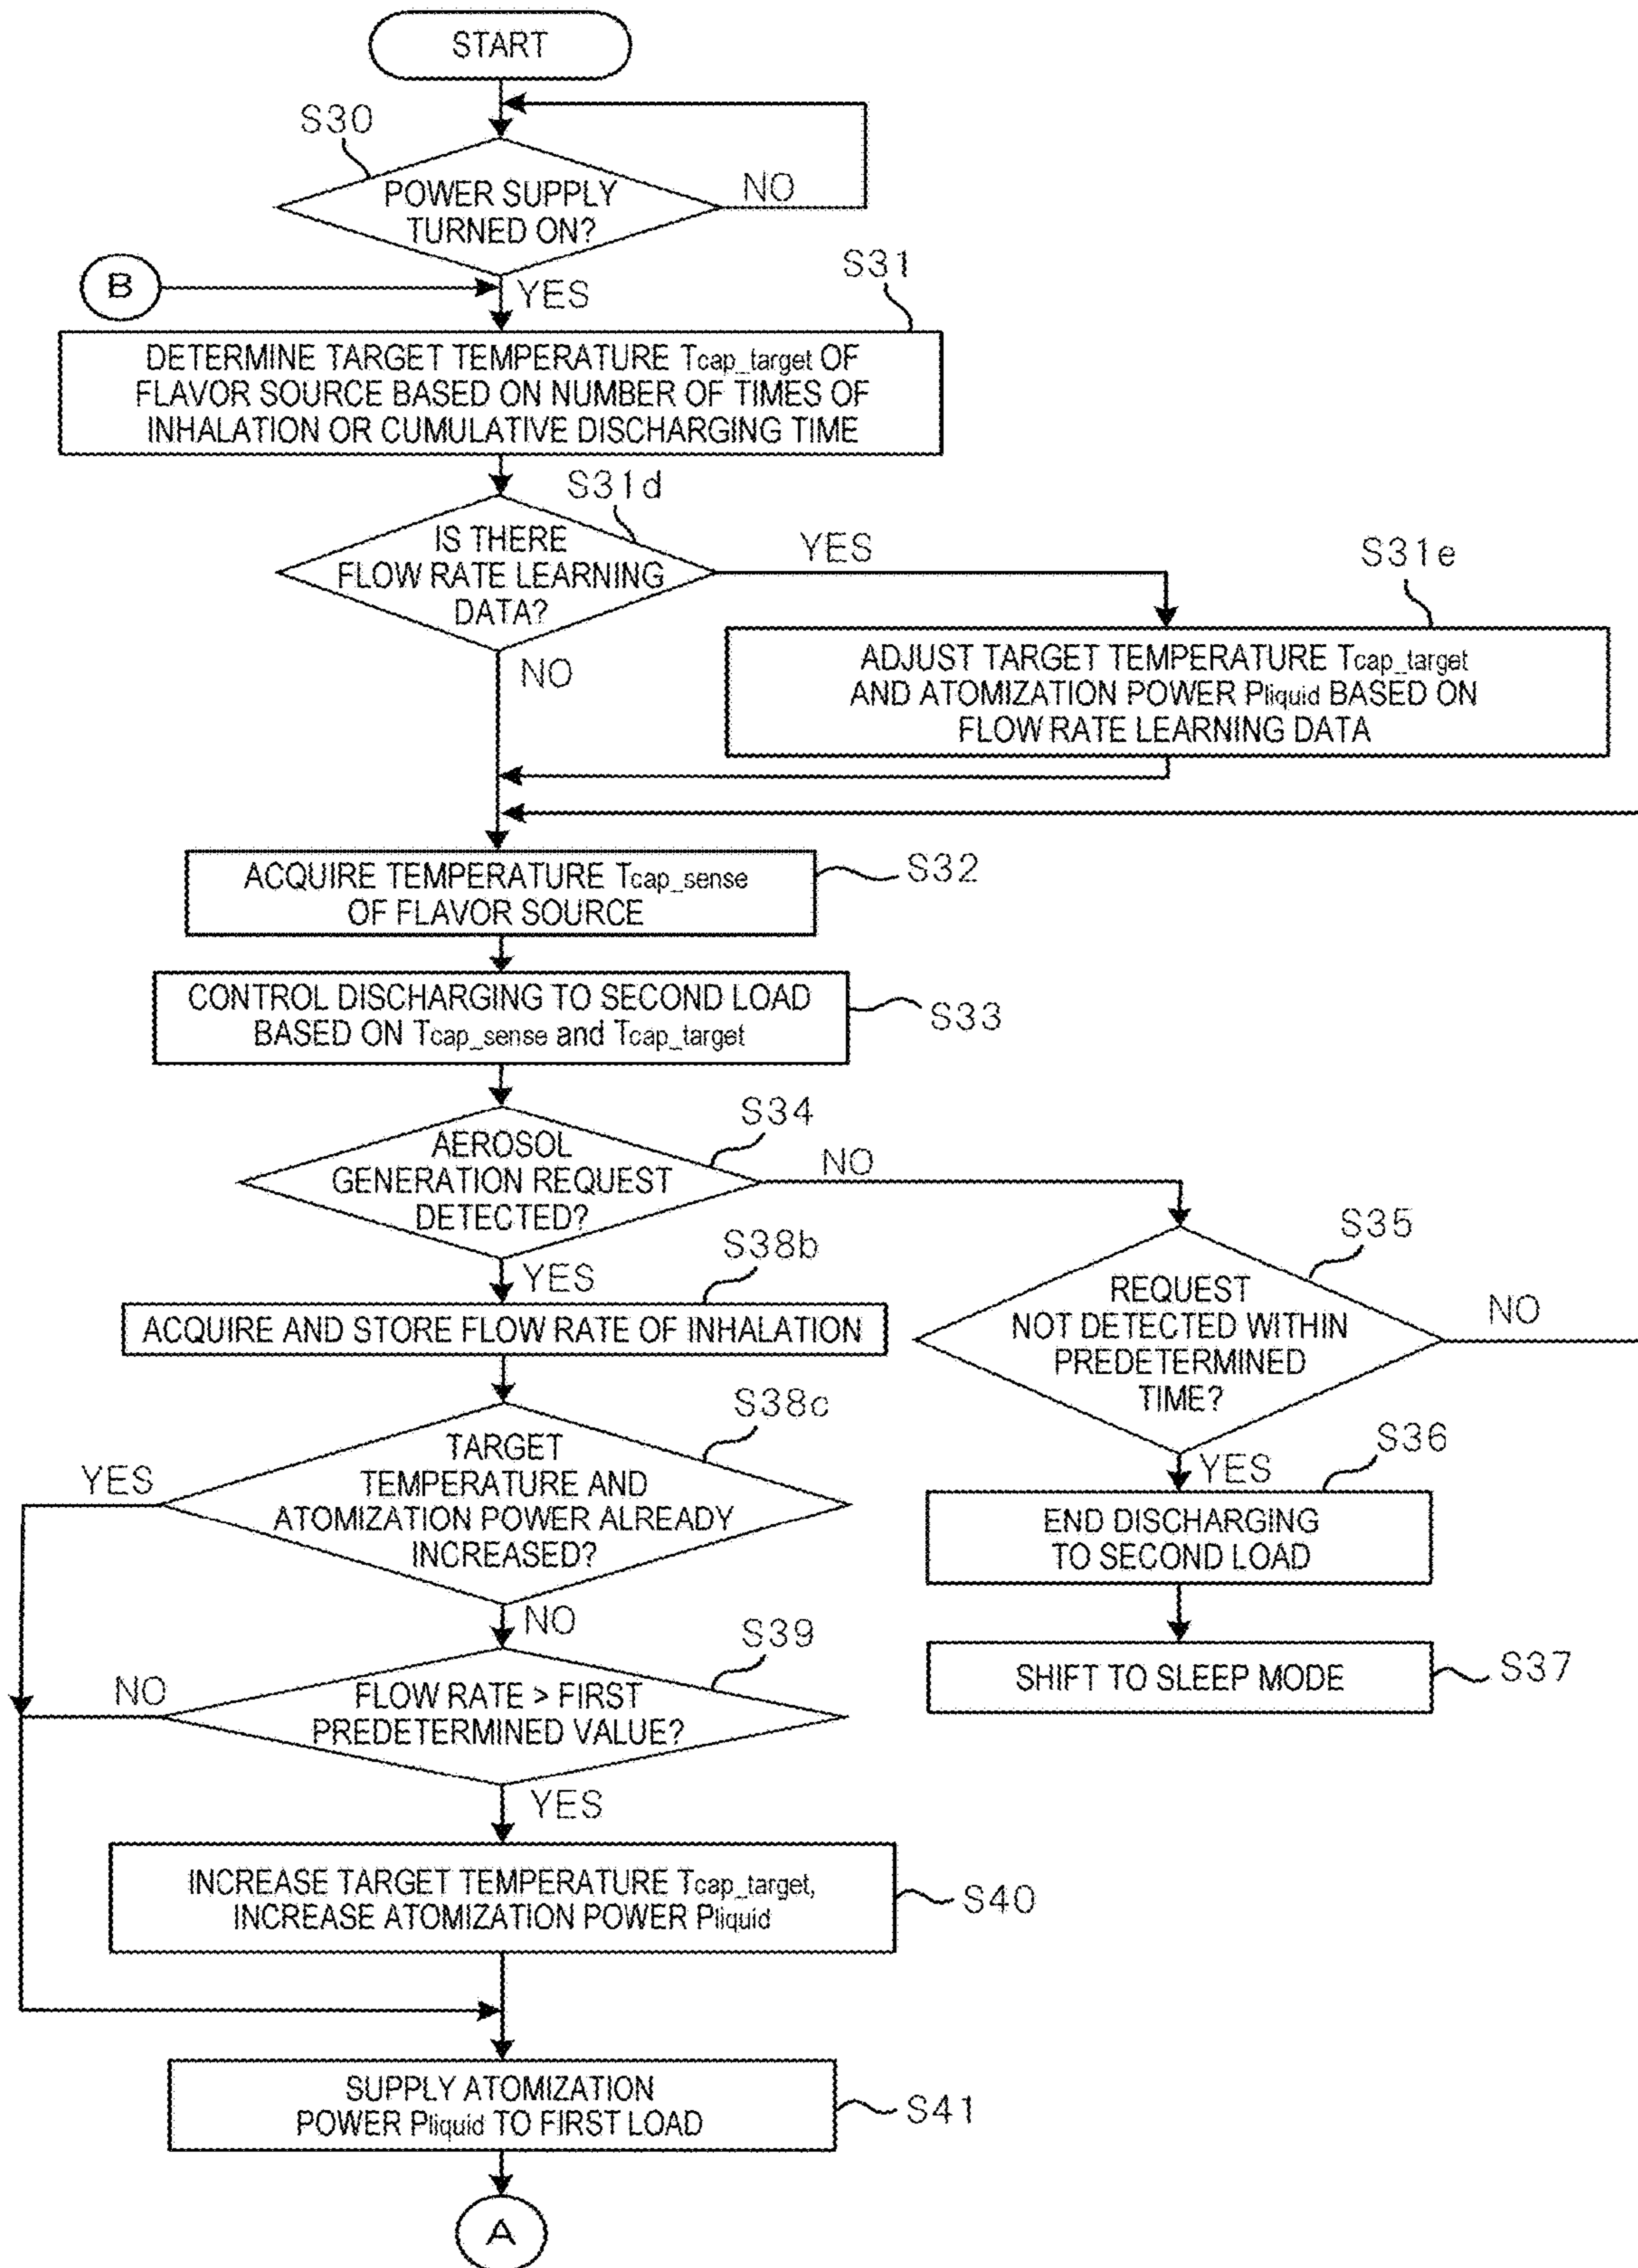 START
S30
POWER SUPPLY
TURNED ON?
NO
B
YES
S31
DETERMINE TARGET TEMPERATURE Tcap_target OF
FLAVOR SOURCE BASED ON NUMBER OF TIMES OF
INHALATION OR CUMULATIVE DISCHARGING TIME
S31d
IS THERE
FLOW RATE LEARNING
DATA?
YES
S31e
NO
ADJUST TARGET TEMPERATURE Tcap_target
AND ATOMIZATION POWER Pliquid BASED ON
FLOW RATE LEARNING DATA
ACQUIRE TEMPERATURE Tcap_sense
OF FLAVOR SOURCE
S32
CONTROL DISCHARGING TO SECOND LOAD
BASED ON Tcap_sense and Tcap_target
S33
S34
AEROSOL
GENERATION REQUEST
DETECTED?
NO
YES
S38b
ACQUIRE AND STORE FLOW RATE OF INHALATION
S35
REQUEST
NOT DETECTED WITHIN
PREDETERMINED
TIME?
NO
S38c
TARGET
TEMPERATURE AND
ATOMIZATION POWER ALREADY
INCREASED?
YES
NO
YES
S36
END DISCHARGING
TO SECOND LOAD
S39
FLOW RATE > FIRST
PREDETERMINED VALUE?
NO
YES
SHIFT TO SLEEP MODE
S37
INCREASE TARGET TEMPERATURE Tcap_target,
INCREASE ATOMIZATION POWER Pliquid
S40
SUPPLY ATOMIZATION
POWER Pliquid TO FIRST LOAD
S41
A